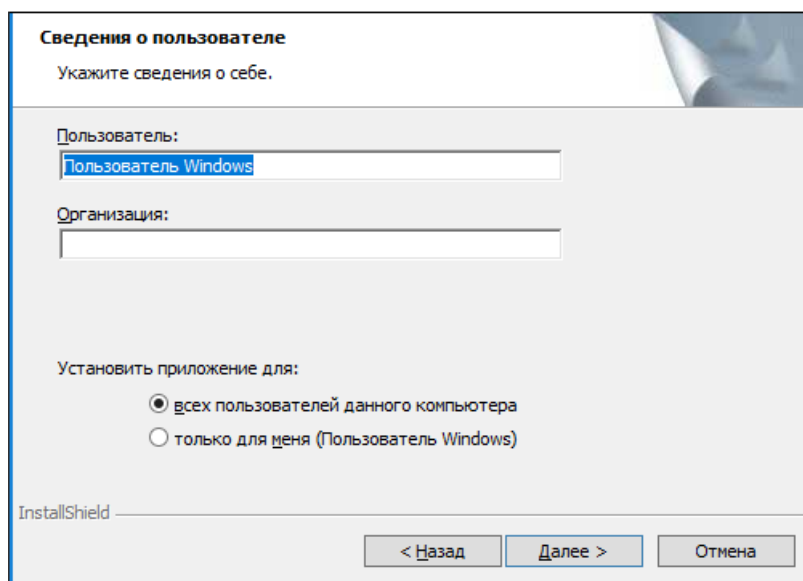 Сведения о пользователе
Укажите сведения о себе.
Пользователь:
Пользователь Windows
Организация:
Установить приложение для:
всех пользователей данного компьютера
только для меня (Пользователь Windows)
InstallShield
< Назад
Далее >
Отмена